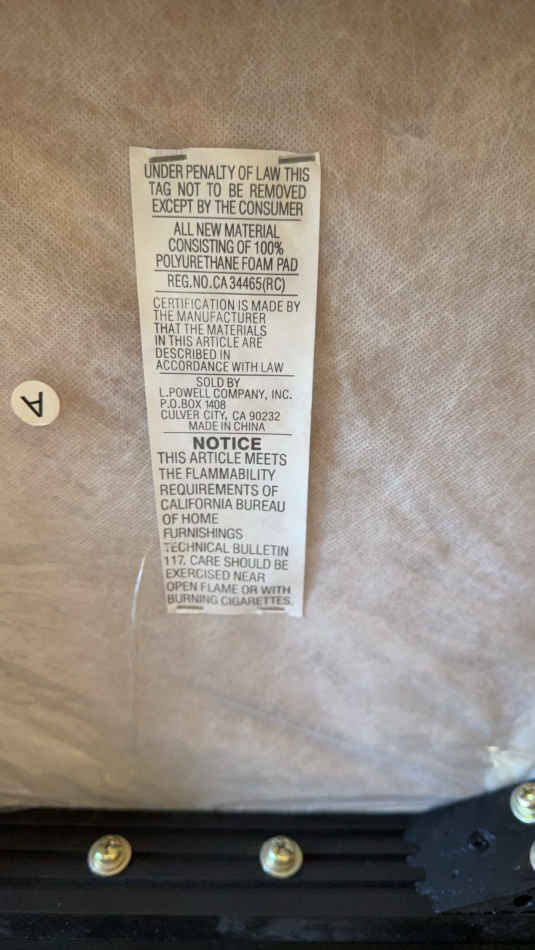 UNDER PENALTY OF LAW THIS
TAG NOT TO BE REMOVED
EXCEPT BY THE CONSUMER
ALL NEW MATERIAL
CONSISTING OF 100%
POLYURETHANE FOAM PAD
REG.NO.CA 34465(RC)
CERTIFICATION IS MADE BY
THE MANUFACTURER
THAT THE MATERIALS
IN THIS ARTICLE ARE
DESCRIBED IN
ACCORDANCE WITH LAW
SOLD BY
L.POWELL COMPANY, INC.
P.O.BOX 1408
CULVER CITY, CA 90232
MADE IN CHINA
NOTICE
THIS ARTICLE MEETS
THE FLAMMABILITY
REQUIREMENTS OF
CALIFORNIA BUREAU
OF HOME
FURNISHINGS
TECHNICAL BULLETIN
117. CARE SHOULD BE
EXERCISED NEAR
OPEN FLAME OR WITH
BURNING CIGARETTES.
A